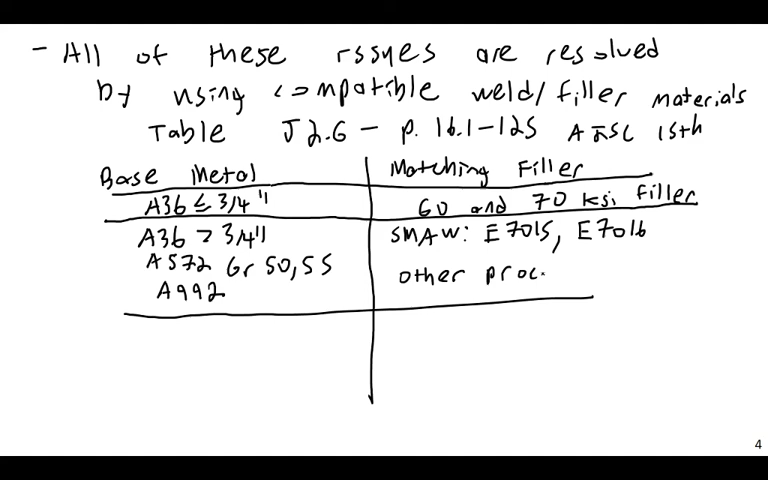 - All of these issues are resolved
by using compatible weld/filler materials
Table J2.6 - p. 16.1-125 AISC 15th
Base Metal Matching Filler
A36 ≤ 3/4" 60 and 70 ksi filler
A36 > 3/4" SMAW: E7015, E7016
A572 Gr 50,55 other proc.
A992
4